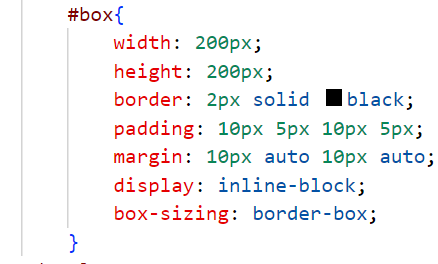 #box{
width: 200px;
height: 200px;
border: 2px solid black;
padding: 10px 5px 10px 5px;
margin: 10px auto 10px auto;
display: inline-block;
box-sizing: border-box;
}